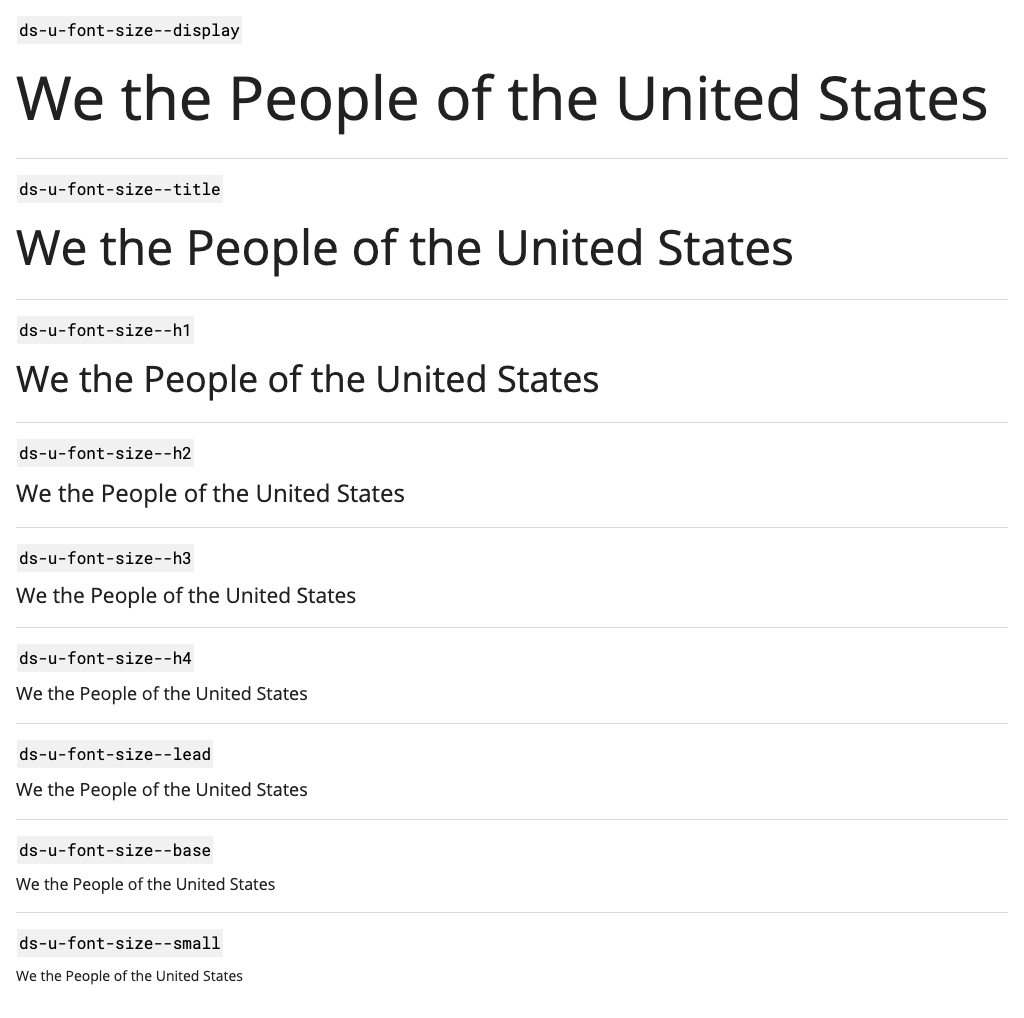 ds-u-font-size--display
We the People of the United States
ds-u-font-size--title
We the People of the United States
ds-u-font-size--h1
We the People of the United States
ds-u-font-size--h2
We the People of the United States
ds-u-font-size--h3
We the People of the United States
ds-u-font-size--h4
We the People of the United States
ds-u-font-size--lead
We the People of the United States
ds-u-font-size--base
We the People of the United States
ds-u-font-size--small
We the People of the United States